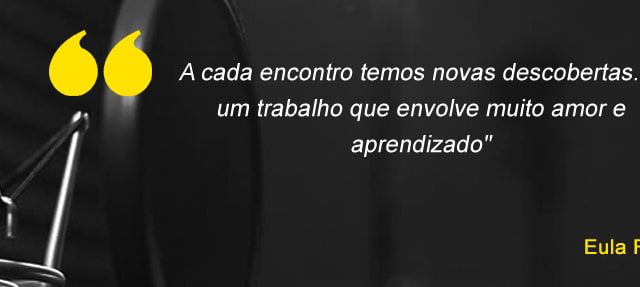 A cada encontro temos novas descobertas.
um trabalho que envolve muito amor e
aprendizado"
Eula